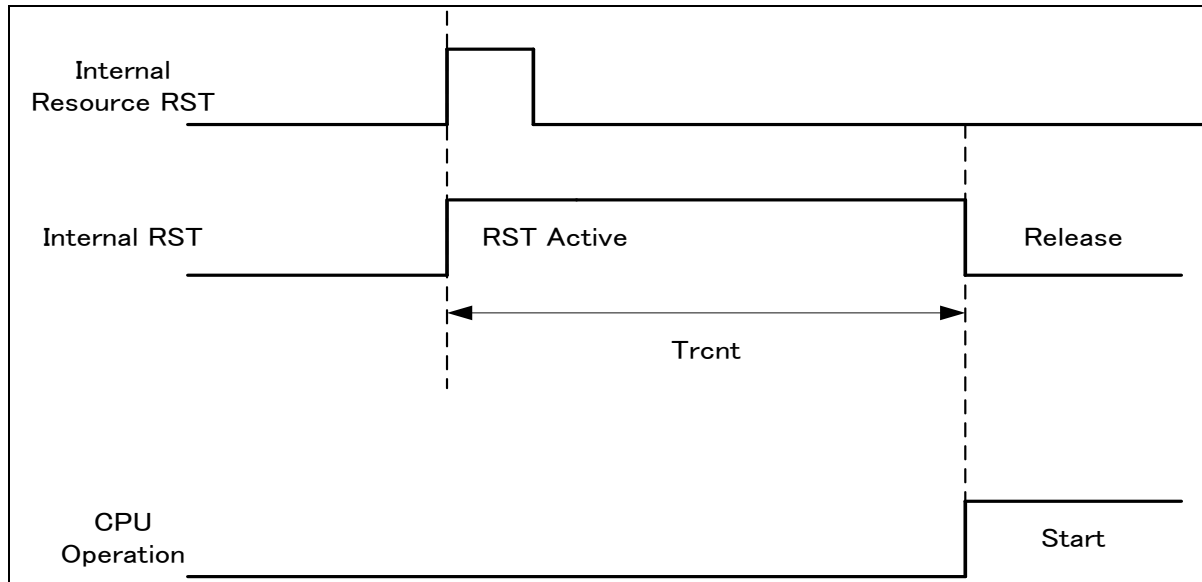 Internal
Resource RST
Internal RST
RST Active
Release
Trcnt
CPU
Operation
Start